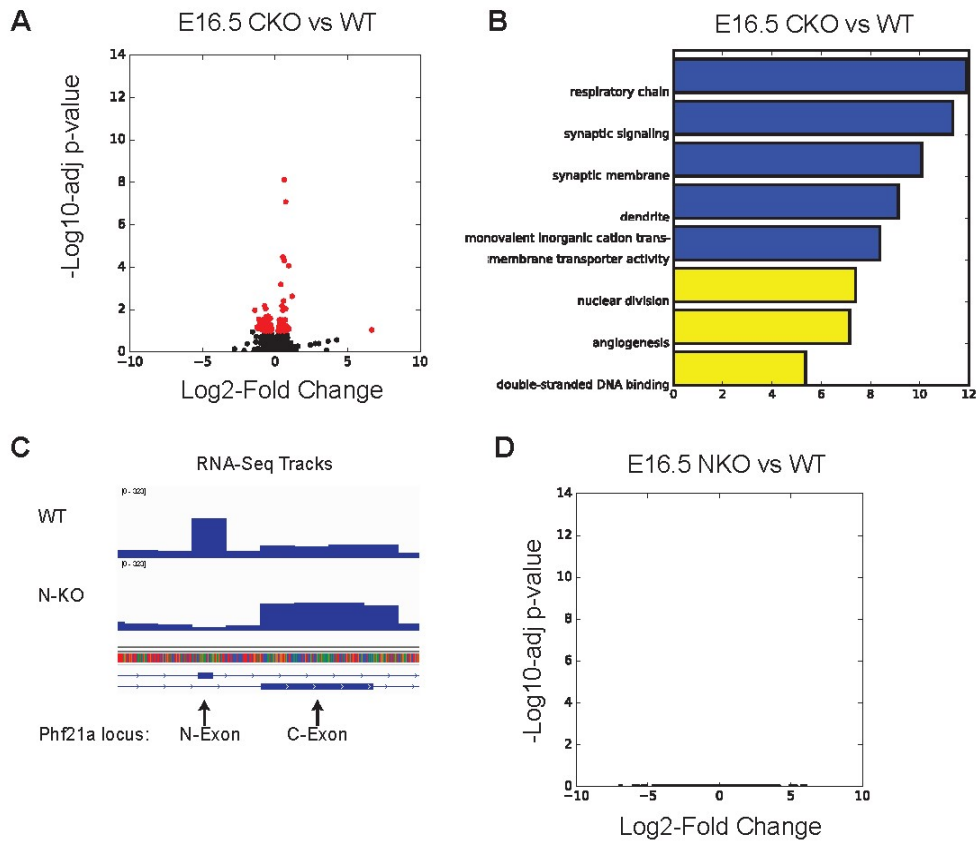 A
E16.5 CKO vs WT
14
12
10
8
6
4
2
0
-10
-5
0
5
10
-Log10-adj p-value
Log2-Fold Change
B
E16.5 CKO vs WT
respiratory chain
synaptic signaling
synaptic membrane
dendrite
monovalent inorganic cation trans-
:membrane transporter activity
nuclear division
angiogenesis
double-stranded DNA binding
0
2
4
6
8
10
12
C
RNA-Seq Tracks
[0 - 323]
WT
[0 - 323]
N-KO
Phf21a locus:
N-Exon
C-Exon
D
E16.5 NKO vs WT
14
12
10
8
6
4
2
0
-10
-5
0
5
10
-Log10-adj p-value
Log2-Fold Change